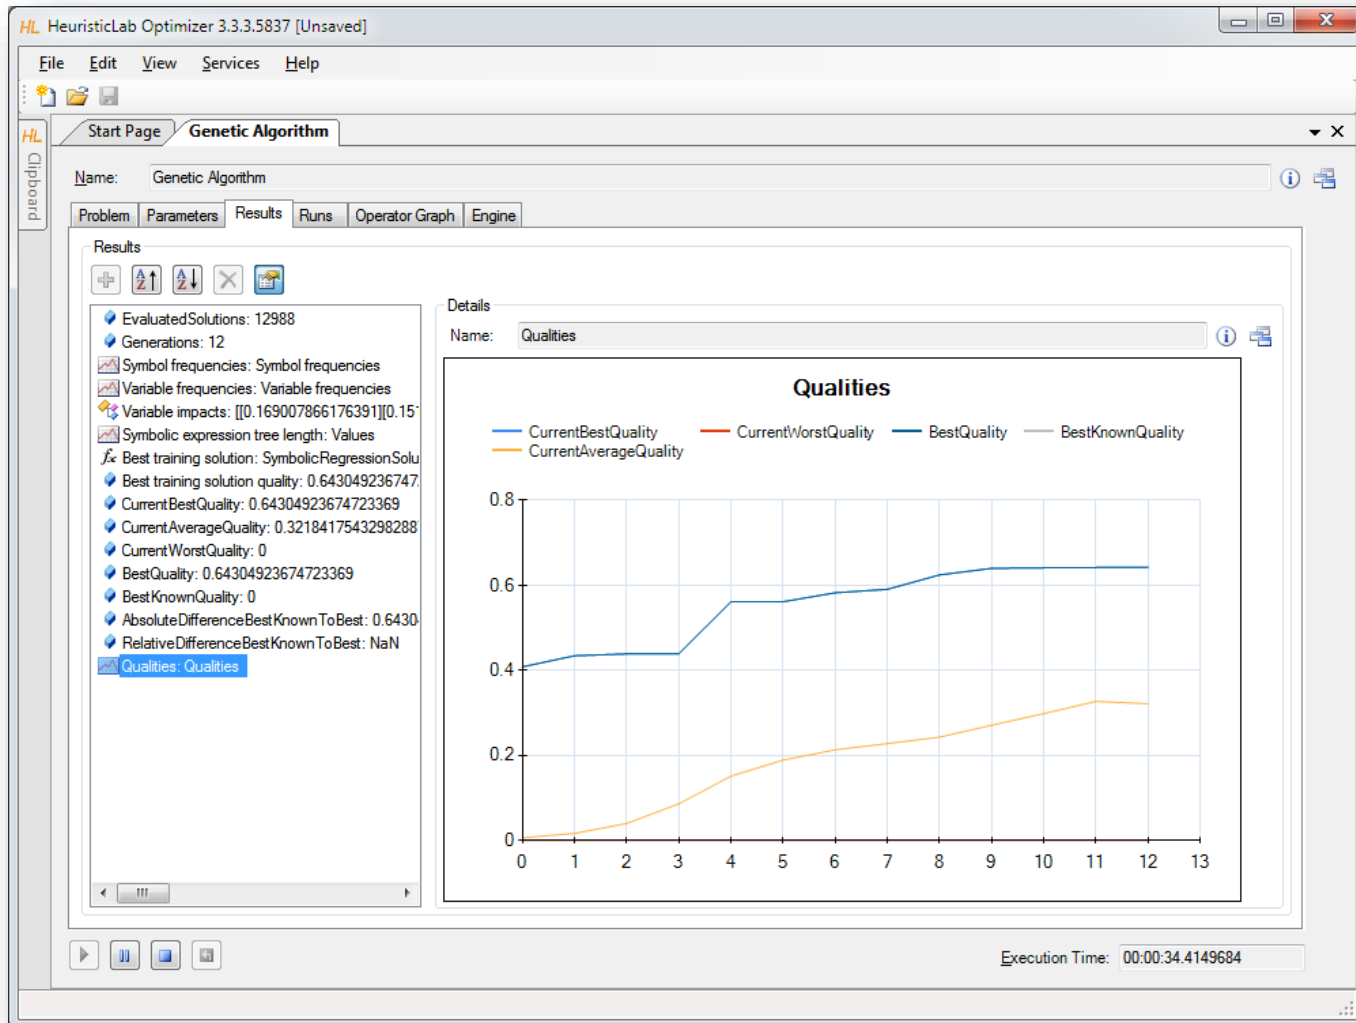 HL HeuristicLab Optimizer 3.3.3.5837 [Unsaved]
File Edit View Services Help
HL Clipboard
Start Page Genetic Algorithm
Name: Genetic Algorithm
Problem Parameters Results Runs Operator Graph Engine
Results
EvaluatedSolutions: 12988
Generations: 12
Symbol frequencies: Symbol frequencies
Variable frequencies: Variable frequencies
Variable impacts: [[0.169007866176391][0.15
Symbolic expression tree length: Values
Best training solution: SymbolicRegressionSolu
Best training solution quality: 0.6430492367472
CurrentBestQuality: 0.64304923674723369
CurrentAverageQuality: 0.3218417543298288
CurrentWorstQuality: 0
BestQuality: 0.64304923674723369
BestKnownQuality: 0
AbsoluteDifferenceBestKnownToBest: 0.6430
RelativeDifferenceBestKnownToBest: NaN
Qualities: Qualities
Details
Name: Qualities
Qualities
CurrentBestQuality CurrentWorstQuality BestQuality BestKnownQuality
CurrentAverageQuality
0.8
0.6
0.4
0.2
0
0 1 2 3 4 5 6 7 8 9 10 11 12 13
Execution Time: 00:00:34.4149684